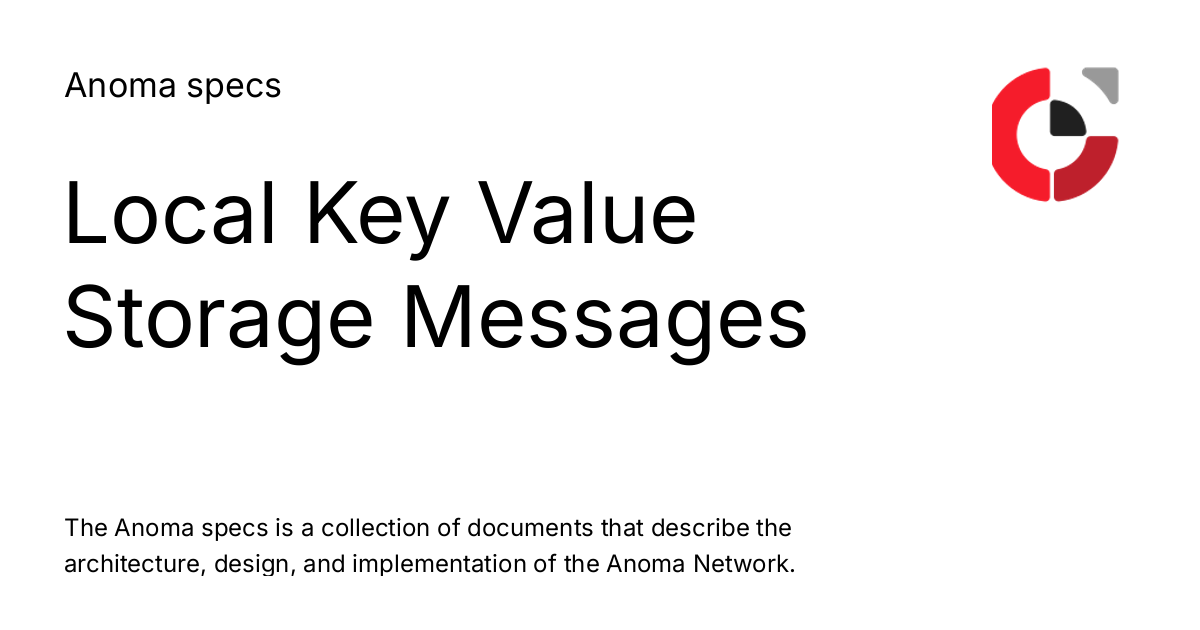 Anoma specs
Local Key Value
Storage Messages
The Anoma specs is a collection of documents that describe the
architecture, design, and implementation of the Anoma Network.